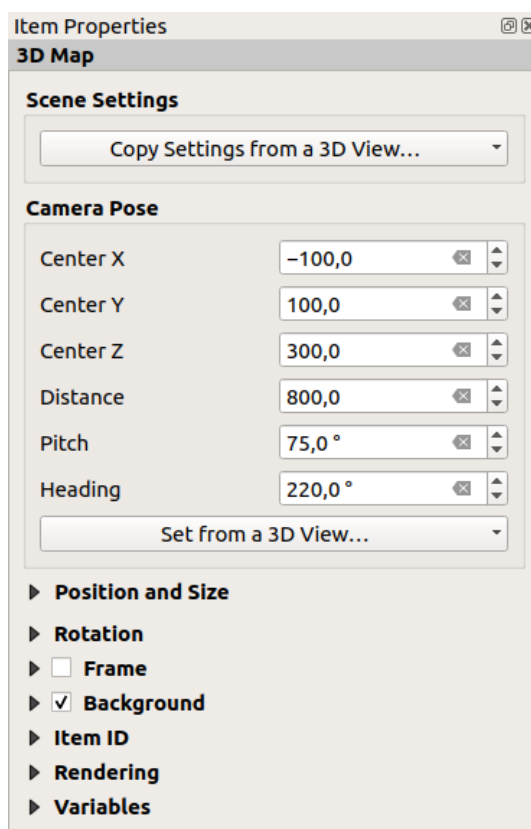 Item Properties
3D Map
Scene Settings
Copy Settings from a 3D View…
Camera Pose
Center X −100,0
Center Y 100,0
Center Z 300,0
Distance 800,0
Pitch 75,0 °
Heading 220,0 °
Set from a 3D View…
Position and Size
Rotation
Frame
Background
Item ID
Rendering
Variables